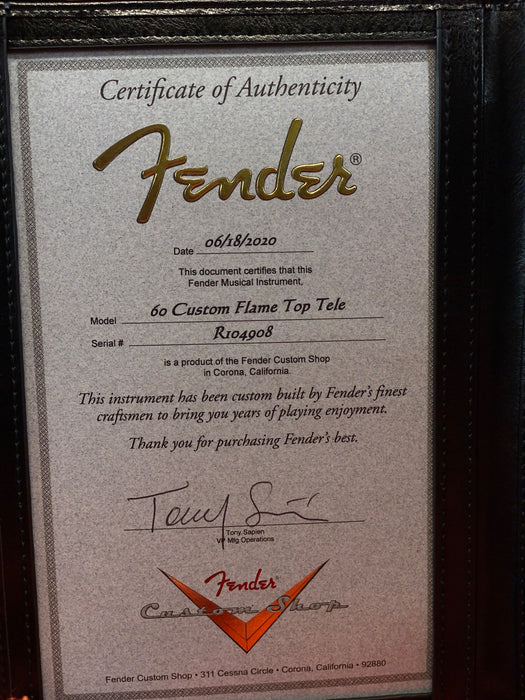 Certificate of Authenticity
Fender®
Date 06/18/2020
This document certifies that this
Fender Musical Instrument,
Model 60 Custom Flame Top Tele
Serial # R104908
is a product of the Fender Custom Shop
in Corona, California.
This instrument has been custom built by Fender's finest
craftsmen to bring you years of playing enjoyment.
Thank you for purchasing Fender's best.
Tony Sapien
VP Mfg Operations
Fender
Custom Shop
Fender Custom Shop • 311 Cessna Circle • Corona, California • 92880